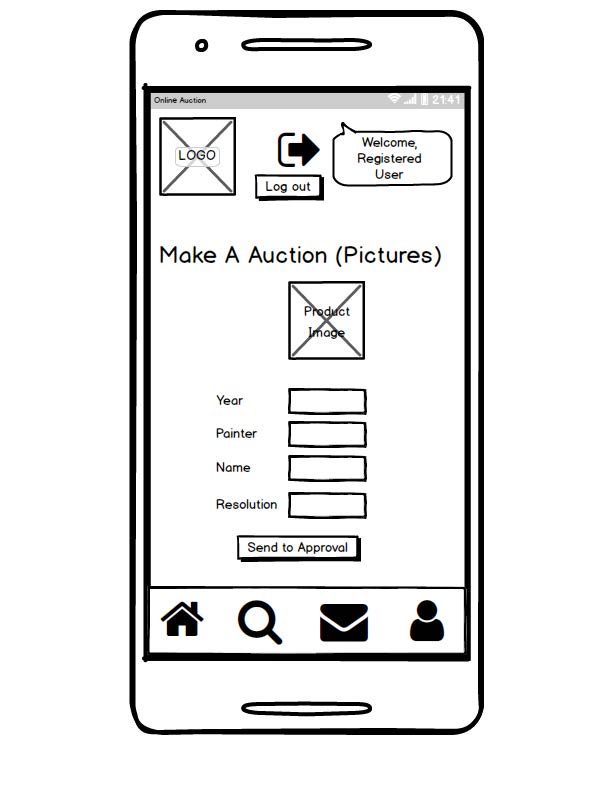 Online Auction
21:41
LOGO
Welcome,
Registered
User
Log out
Make A Auction (Pictures)
Product
Image
Year
Painter
Name
Resolution
Send to Approval